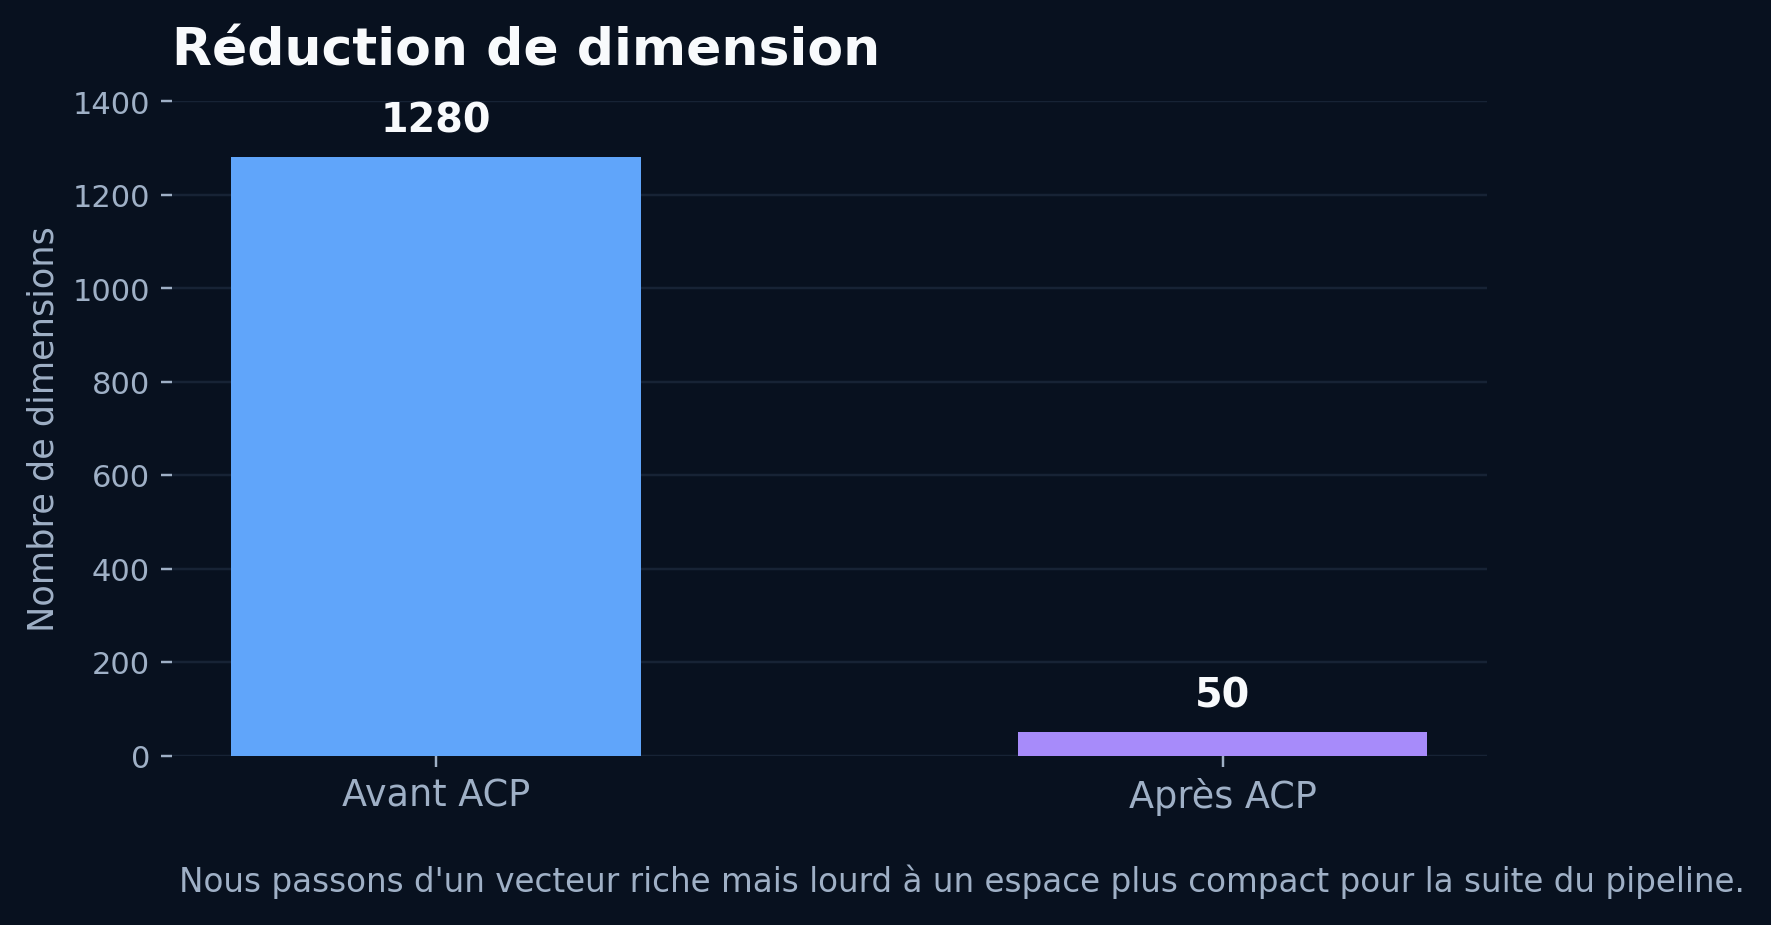 Réduction de dimension
Nombre de dimensions
1400
1200
1000
800
600
400
200
0
1280
50
Avant ACP
Après ACP
Nous passons d'un vecteur riche mais lourd à un espace plus compact pour la suite du pipeline.